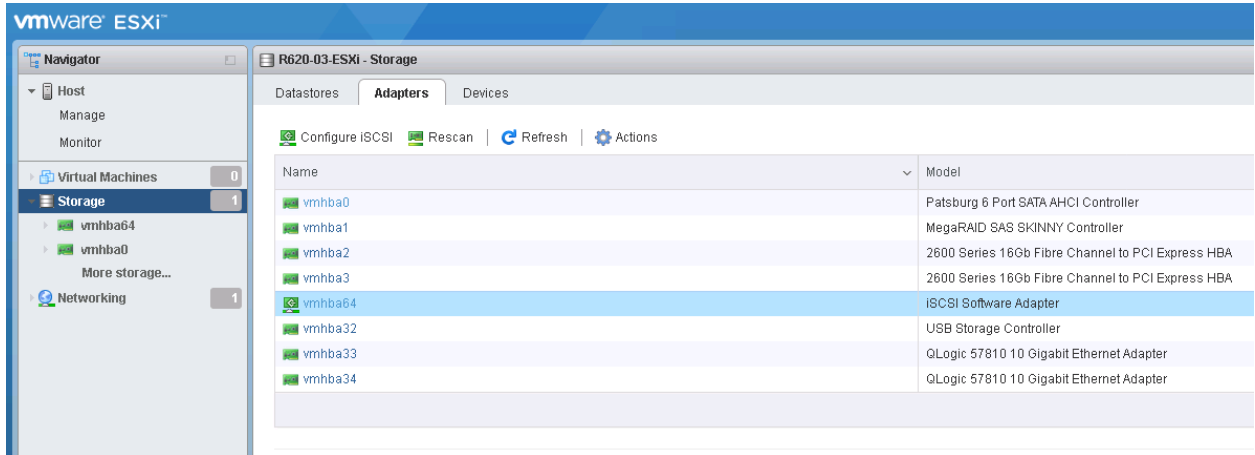 vmware ESXi™
Navigator
Host
Manage
Monitor
Virtual Machines 0
Storage 1
vmhba64
vmhba0
More storage...
Networking 1
R620-03-ESXi - Storage
Datastores Adapters Devices
Configure iSCSI Rescan Refresh Actions
Name Model
vmhba0 Patsburg 6 Port SATA AHCI Controller
vmhba1 MegaRAID SAS SKINNY Controller
vmhba2 2600 Series 16Gb Fibre Channel to PCI Express HBA
vmhba3 2600 Series 16Gb Fibre Channel to PCI Express HBA
vmhba64 iSCSI Software Adapter
vmhba32 USB Storage Controller
vmhba33 QLogic 57810 10 Gigabit Ethernet Adapter
vmhba34 QLogic 57810 10 Gigabit Ethernet Adapter